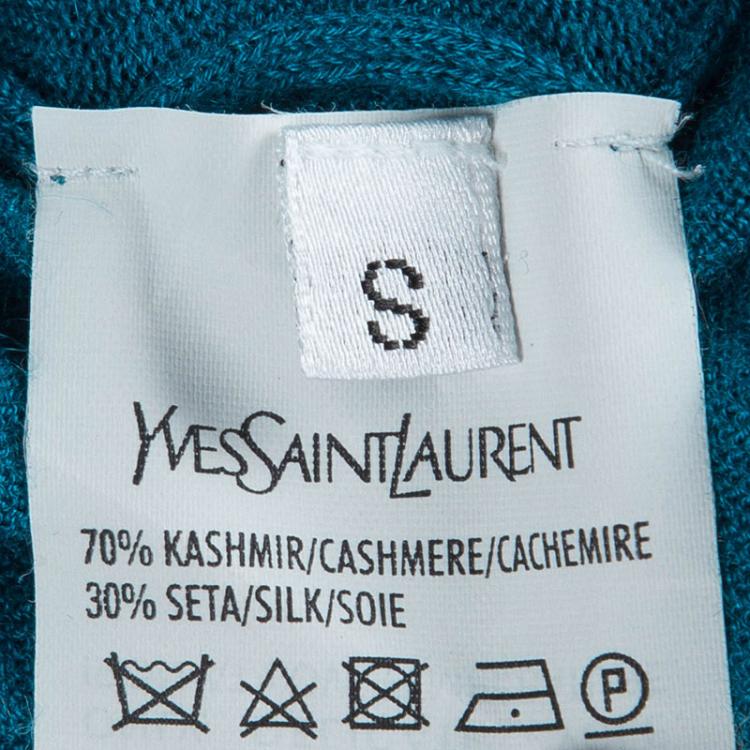 S
YVESSAINTLAURENT
70% KASHMIR/CASHMERE/CACHEMIRE
30% SETA/SILK/SOIE
P